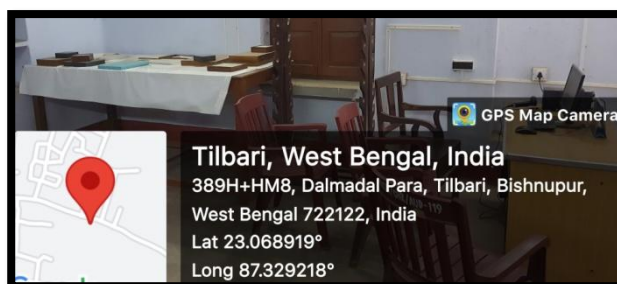 GPS Map Camera
Tilbari, West Bengal, India
389H+HM8, Dalmadal Para, Tilbari, Bishnupur,
West Bengal 722122, India
Lat 23.068919°
Long 87.329218°